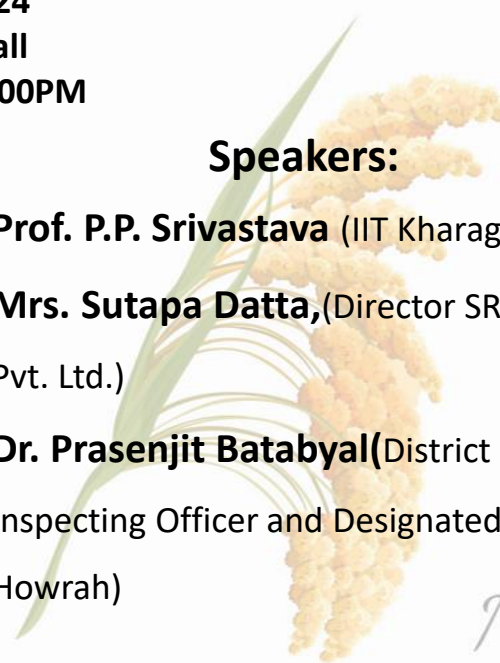 24
all
00PM
Speakers:
Prof. P.P. Srivastava (IIT Kharag
Mrs. Sutapa Datta,(Director SR
Pvt. Ltd.)
Dr. Prasenjit Batabyal(District
Inspecting Officer and Designated
Howrah)